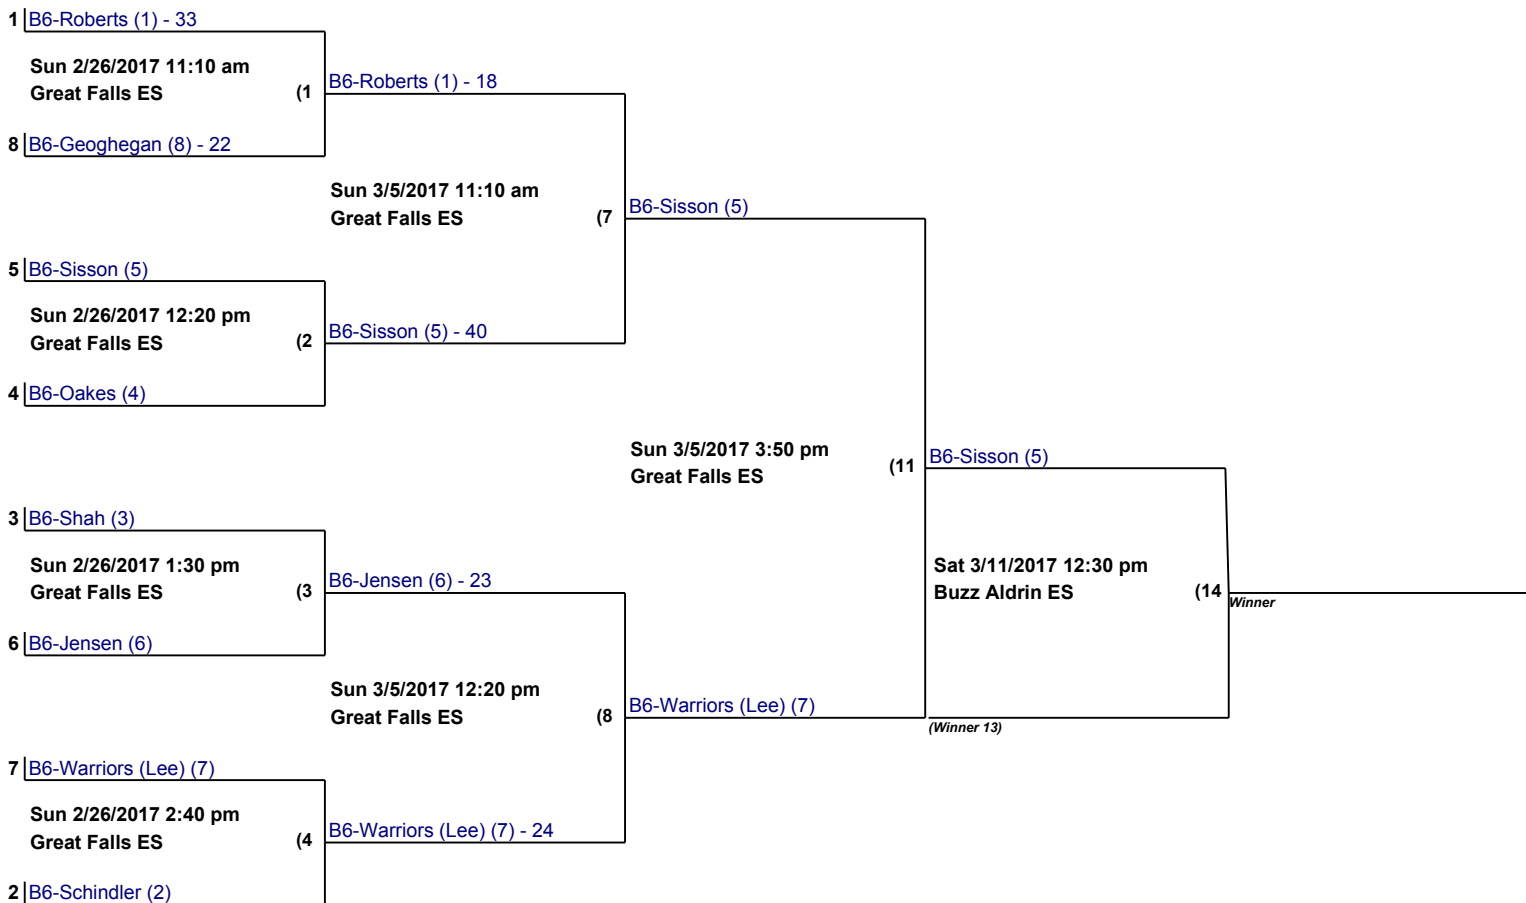 1 B6-Roberts (1) - 33
Sun 2/26/2017 11:10 am
Great Falls ES (1
B6-Roberts (1) - 18
8 B6-Geoghegan (8) - 22
Sun 3/5/2017 11:10 am
Great Falls ES (7
B6-Sisson (5)
5 B6-Sisson (5)
Sun 2/26/2017 12:20 pm
Great Falls ES (2
B6-Sisson (5) - 40
4 B6-Oakes (4)
Sun 3/5/2017 3:50 pm
Great Falls ES (11
B6-Sisson (5)
3 B6-Shah (3)
Sun 2/26/2017 1:30 pm
Great Falls ES (3
B6-Jensen (6) - 23
Sat 3/11/2017 12:30 pm
Buzz Aldrin ES (14
Winner
6 B6-Jensen (6)
Sun 3/5/2017 12:20 pm
Great Falls ES (8
B6-Warriors (Lee) (7)
(Winner 13)
7 B6-Warriors (Lee) (7)
Sun 2/26/2017 2:40 pm
Great Falls ES (4
B6-Warriors (Lee) (7) - 24
2 B6-Schindler (2)